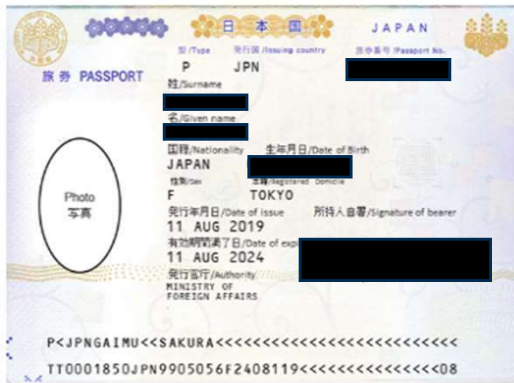 日本国 JAPAN
型/Type 発行国/Issuing country 旅券番号/Passport No.
P JPN
旅券 PASSPORT
姓/Surname
名/Given name
国籍/Nationality 生年月日/Date of Birth
JAPAN
性別/Sex 本籍/Registered Domicile
F TOKYO
発行年月日/Date of issue 所持人自署/Signature of bearer
11 AUG 2019
有効期間満了日/Date of
11 AUG 2024
発行官庁/Authority
MINISTRY OF
FOREIGN AFFAIRS
Photo
写真
P<JPNGAIMU<<SAKURA<<<<<<<<<<<<<<<<<<<<<<<<<<
TT0001850JPN9905056F2408119<<<<<<<<<<<<<<<08